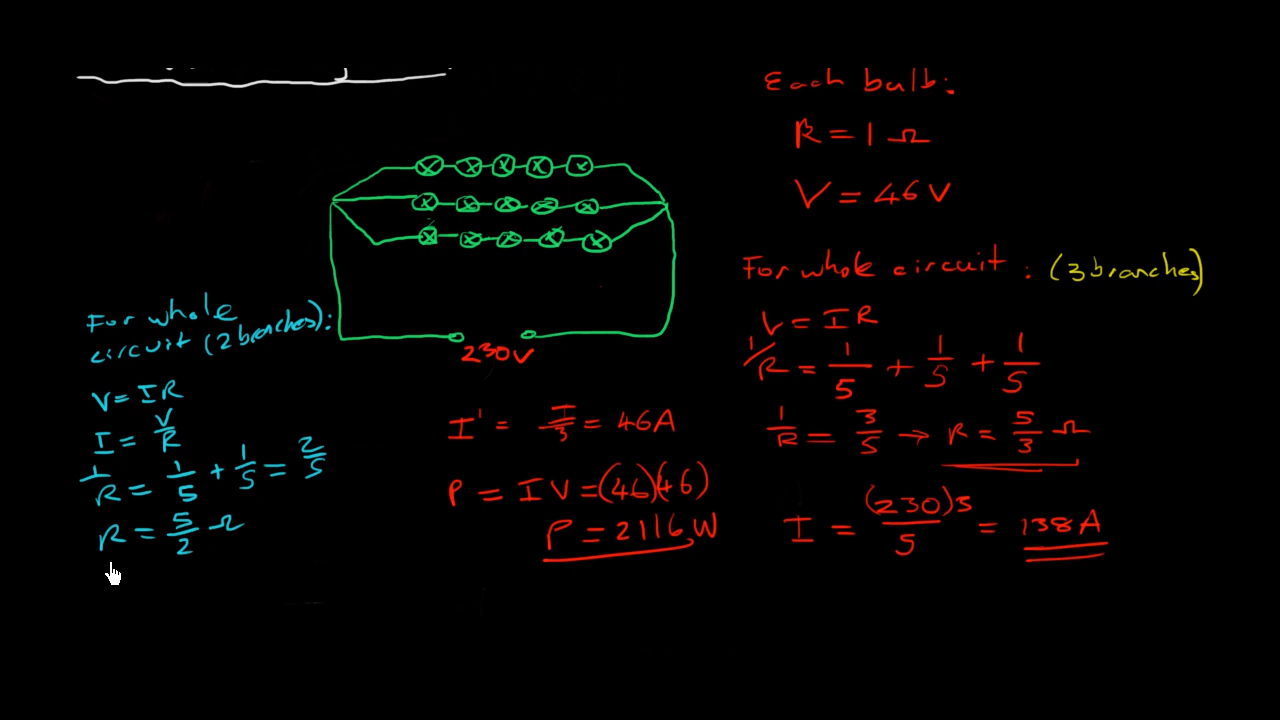 Each bulb:
R = 1 Ω
V = 46 V
For whole circuit : (3 branches)
V = IR
1/R = 1/5 + 1/5 + 1/5
1/R = 3/5 → R = 5/3 Ω
I = (230)3/5 = 138A
230V
I' = I/3 = 46A
P = IV = (46)(46)
P = 2116 W
For whole
circuit (2 branches):
V = IR
I = V/R
1/R = 1/5 + 1/5 = 2/5
R = 5/2 Ω